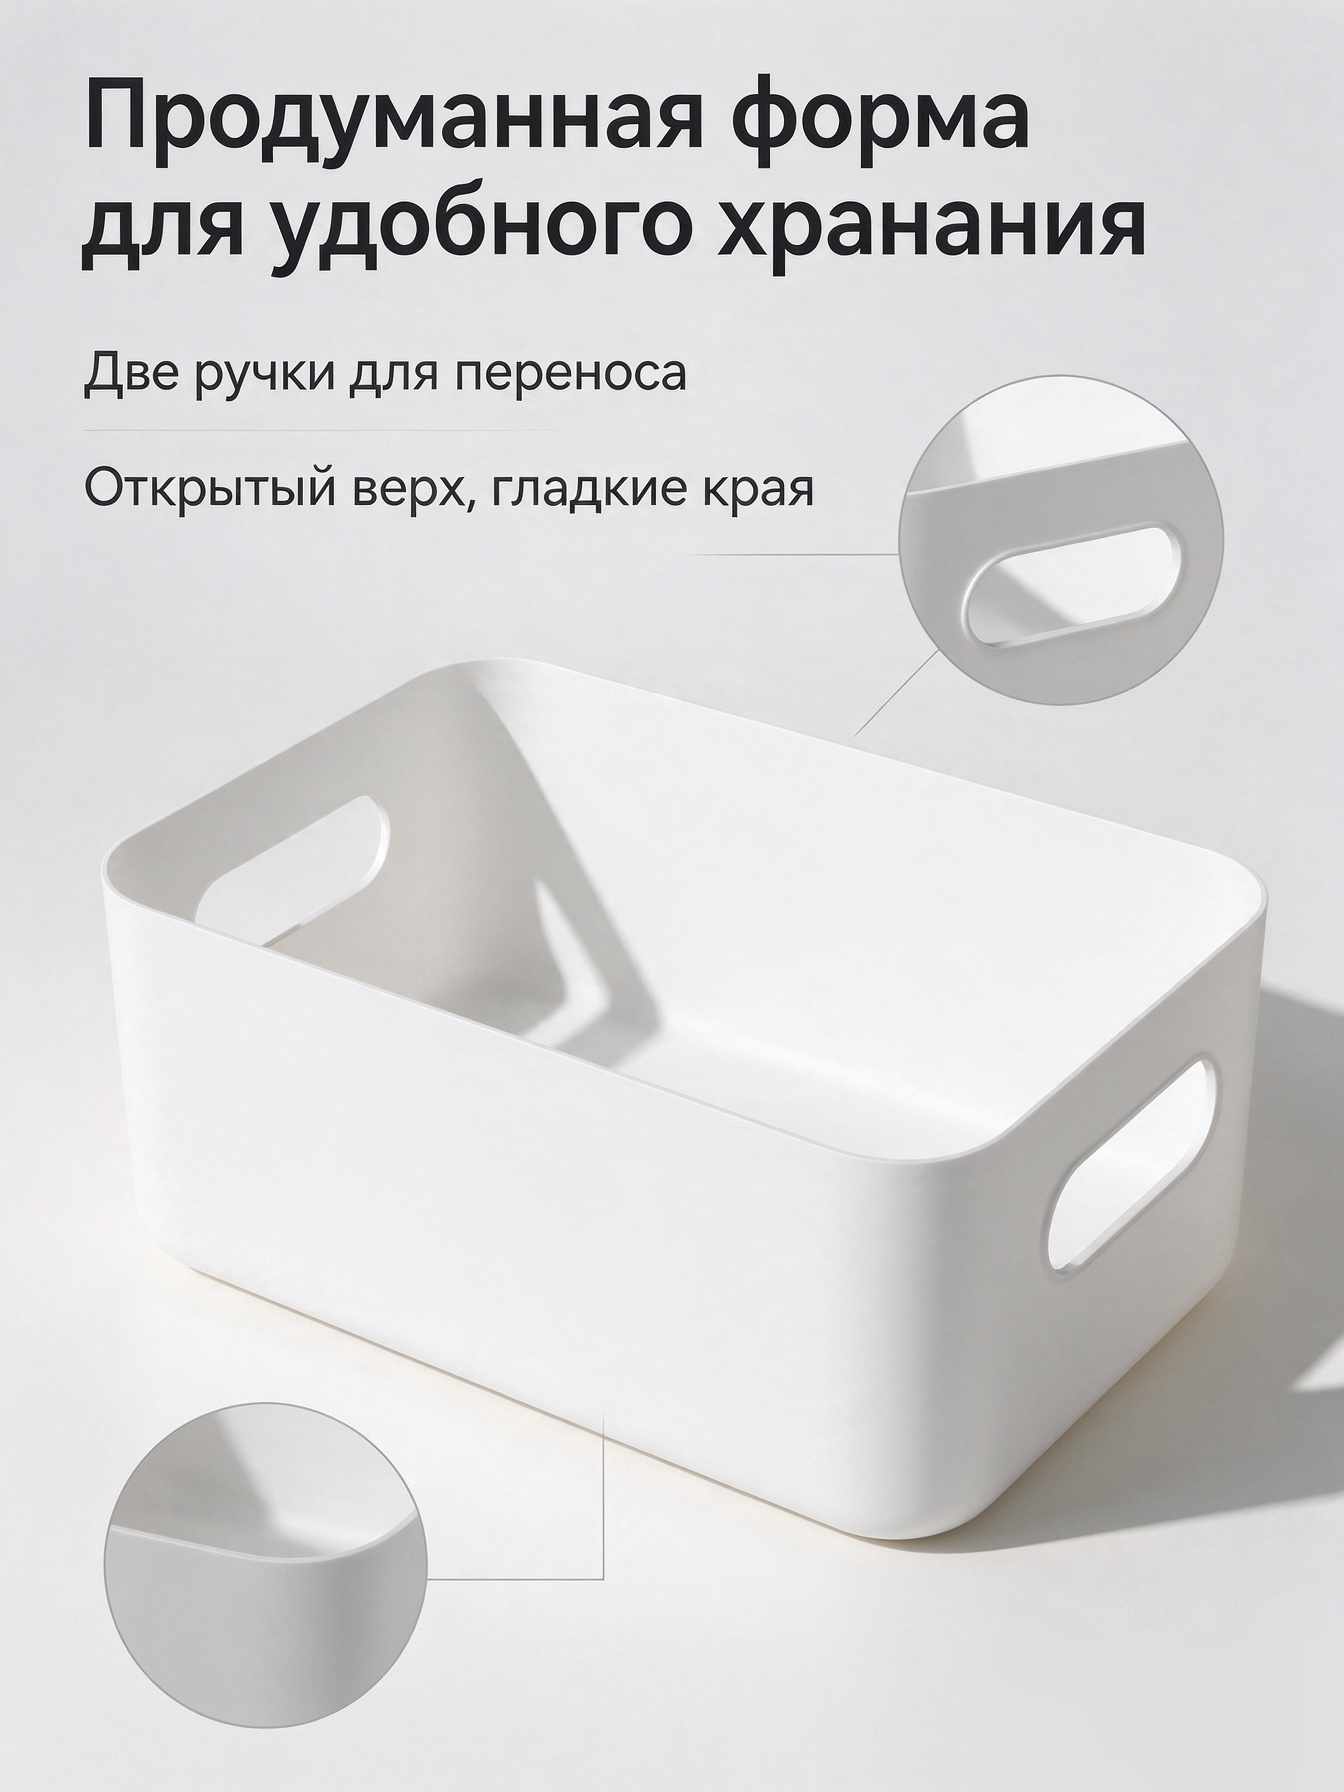 Продуманная форма
для удобного хранания
Две ручки для переноса
Открытый верх, гладкие края